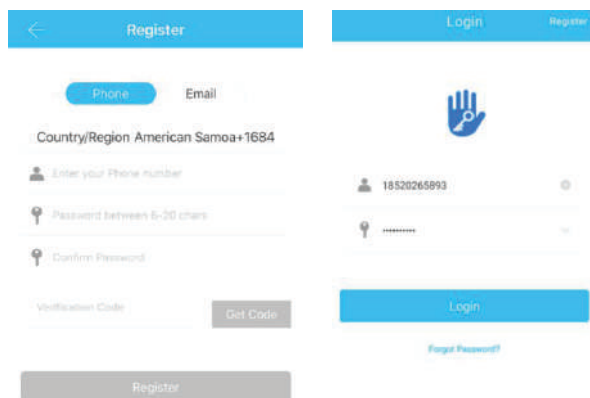 Register
Phone
Email
Country/Region American Samoa+1684
Enter your Phone number
Password between 6-20 chars
Confirm Password
Verification Code
Get Code
Register
Login
Register
18520265893
Login
Forgot Password?